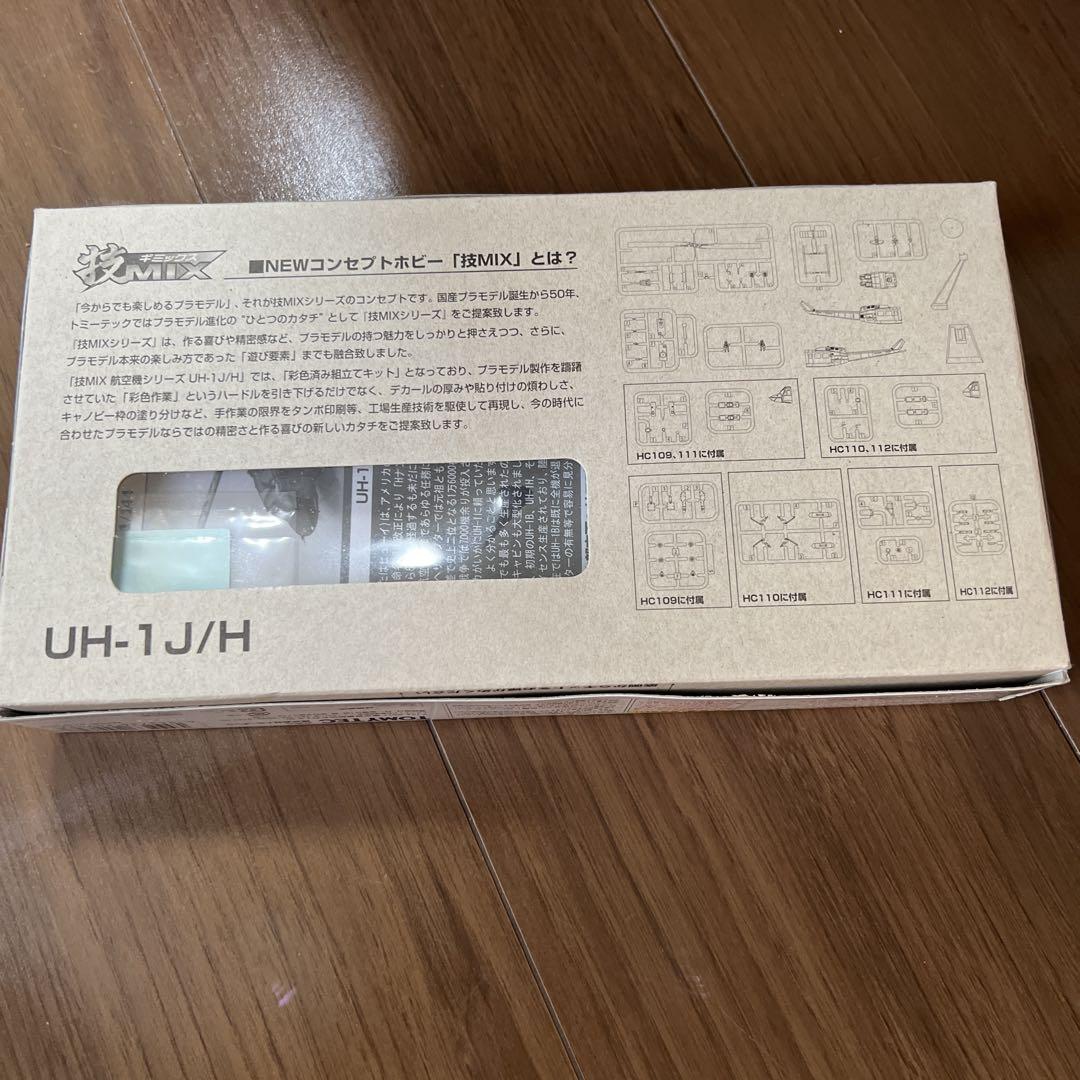 技MIX
ギミックス
■NEWコンセプトホビー「技MIX」とは？
「今からでも楽しめるプラモデル」、それが技MIXシリーズのコンセプトです。国産プラモデル誕生から50年、
トミーテックではプラモデル進化の“ひとつのカタチ”として『技MIXシリーズ』をご提案致します。
『技MIXシリーズ』は、作る喜びや精密感など、プラモデルの持つ魅力をしっかりと押さえつつ、さらに、
プラモデル本来の楽しみ方であった「遊び要素」までも融合致しました。
「技MIX 航空機シリーズ UH-1J/H」では、「彩色済み組立てキット」となっており、プラモデル製作を躊躇
させていた「彩色作業」というハードルを引き下げるだけでなく、デカールの厚みや貼り付けの煩わしさ、
キャノピー枠の塗り分けなど、手作業の限界をタンポ印刷等、工場生産技術を駆使して再現し、今の時代に
合わせたプラモデルならではの精密さと作る喜びの新しいカタチをご提案致します。
HC109、111に付属
HC110、112に付属
HC109に付属
HC110に付属
HC111に付属
HC112に付属
UH-1
UH-1J/H
TOMYTEC